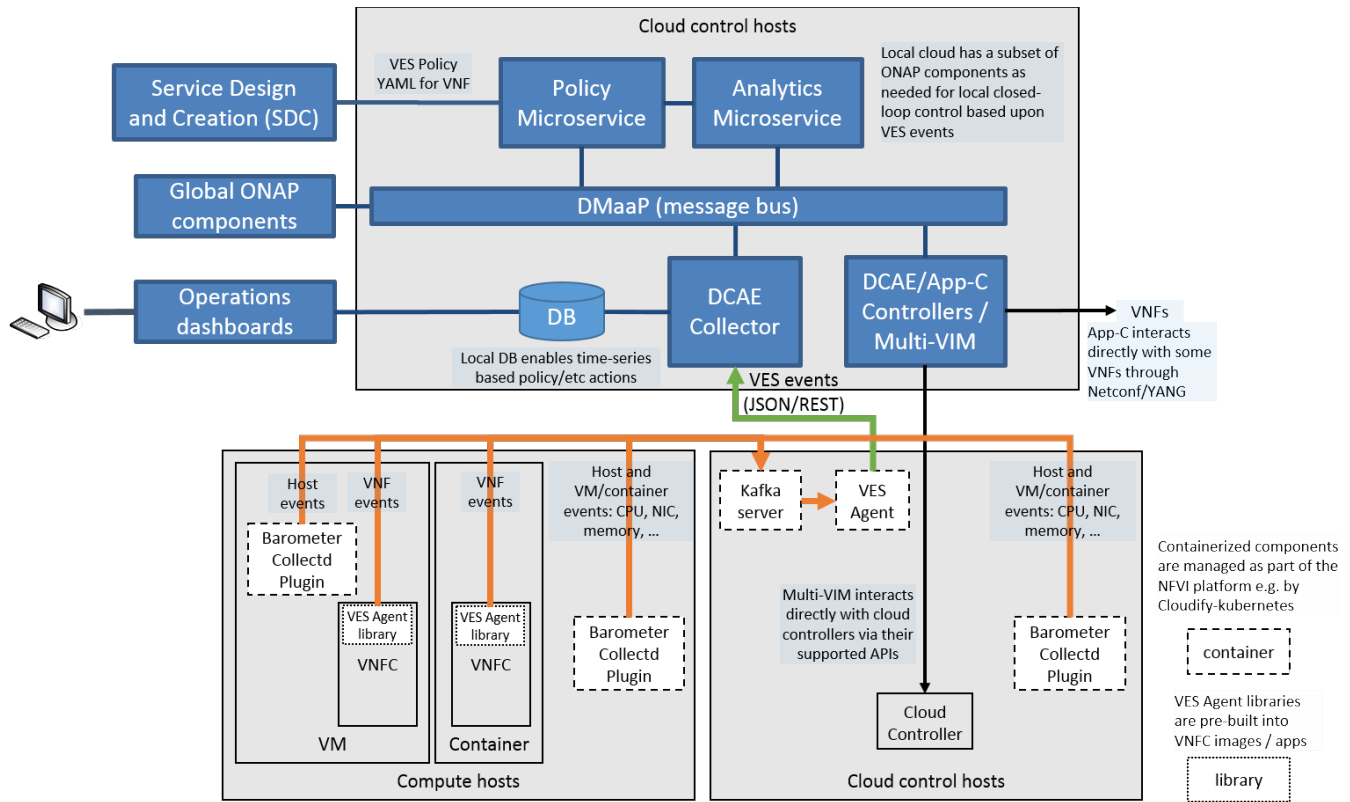 Cloud control hosts
Service Design
and Creation (SDC)
VES Policy
YAML for VNF
Policy
Microservice
Analytics
Microservice
Local cloud has a subset of
ONAP components as
needed for local closed-
loop control based upon
VES events
Global ONAP
components
DMaaP (message bus)
Operations
dashboards
DB
Local DB enables time-series
based policy/etc actions
DCAE
Collector
DCAE/App-C
Controllers /
Multi-VIM
VNFs
App-C interacts
directly with some
VNFs through
Netconf/YANG
VES events
(JSON/REST)
Host
events
VNF
events
VNF
events
Host and
VM/container
events: CPU, NIC,
memory, ...
Barometer
Collectd
Plugin
VES Agent
library
VNFC
VM
VES Agent
library
VNFC
Container
Barometer
Collectd
Plugin
Compute hosts
Kafka
server
VES
Agent
Host and
VM/container
events: CPU, NIC,
memory, ...
Multi-VIM interacts
directly with cloud
controllers via their
supported APIs
Barometer
Collectd
Plugin
Cloud
Controller
Cloud control hosts
Containerized components
are managed as part of the
NFVI platform e.g. by
Cloudify-kubernetes
container
VES Agent libraries
are pre-built into
VNFC images / apps
library